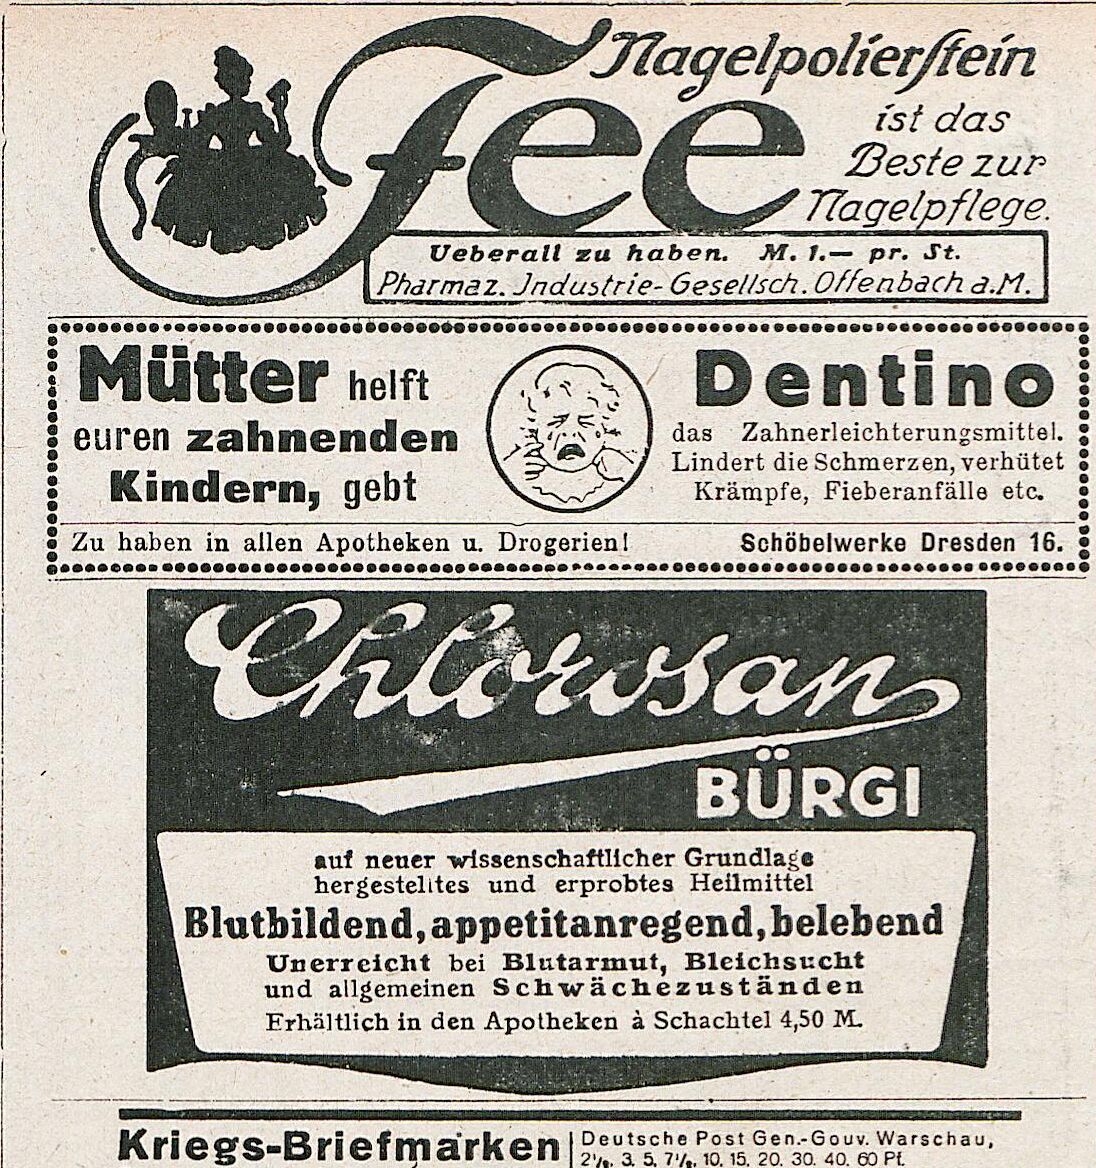 Fee
Nagelpolierstein
ist das
Beste zur
Nagelpflege.
Ueberall zu haben. M. 1.— pr. St.
Pharmaz. Industrie-Gesellsch. Offenbach a.M.
Mütter helft
euren zahnenden
Kindern, gebt
Dentino
das Zahnerleichterungsmittel.
Lindert die Schmerzen, verhütet
Krämpfe, Fieberanfälle etc.
Zu haben in allen Apotheken u. Drogerien!
Schöbelwerke Dresden 16.
Chlorosan
BÜRGI
auf neuer wissenschaftlicher Grundlage
hergestelltes und erprobtes Heilmittel
Blutbildend, appetitanregend, belebend
Unerreicht bei Blutarmut, Bleichsucht
und allgemeinen Schwächezuständen
Erhältlich in den Apotheken à Schachtel 4,50 M.
Kriegs-Briefmarken
Deutsche Post Gen.-Gouv. Warschau,
2½, 3, 5, 7½, 10, 15, 20, 30, 40, 60 Pf.